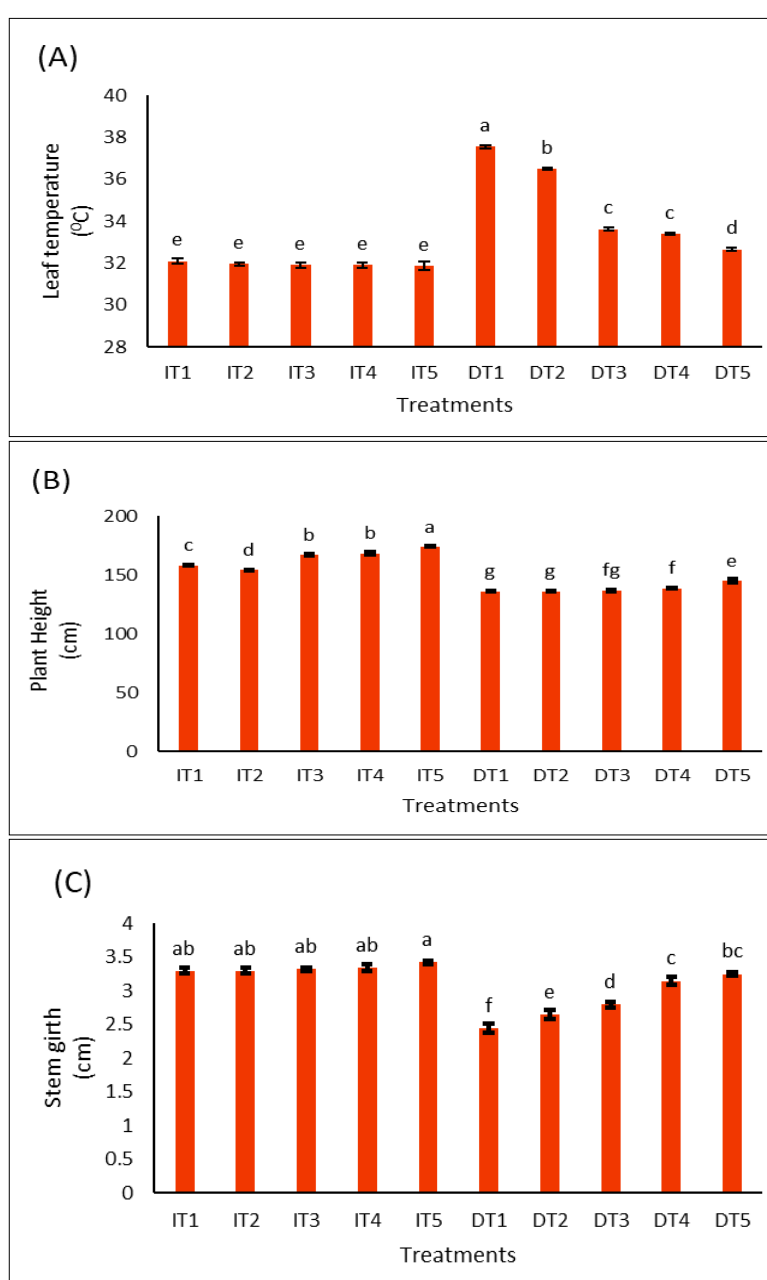 (A)
Leaf temperature
(⁰C)
40
38
36
34
32
30
28
e e e e e a b c c d
IT1 IT2 IT3 IT4 IT5 DT1 DT2 DT3 DT4 DT5
Treatments
(B)
Plant Height
(cm)
200
150
100
50
0
c d b b a g g fg f e
IT1 IT2 IT3 IT4 IT5 DT1 DT2 DT3 DT4 DT5
Treatments
(C)
Stem girth
(cm)
4
3.5
3
2.5
2
1.5
1
0.5
0
ab ab ab ab a f e d c bc
IT1 IT2 IT3 IT4 IT5 DT1 DT2 DT3 DT4 DT5
Treatments